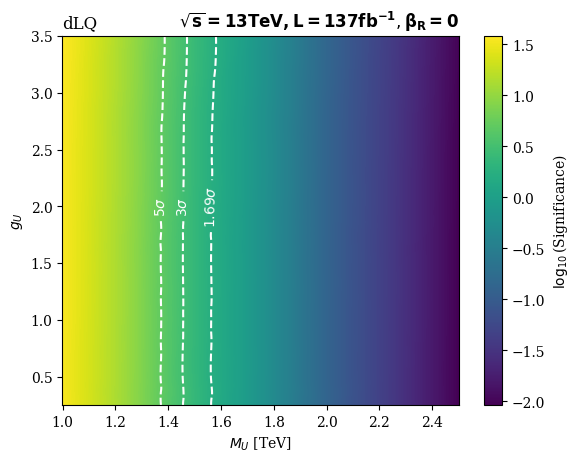 dLQ
√s = 13TeV, L = 137fb⁻¹, β_R = 0
3.5
3.0
2.5
2.0
1.5
1.0
0.5
g_U
5σ
3σ
1.69σ
1.0
1.2
1.4
1.6
1.8
2.0
2.2
2.4
M_U [TeV]
1.5
1.0
0.5
0.0
−0.5
−1.0
−1.5
−2.0
log₁₀(Significance)